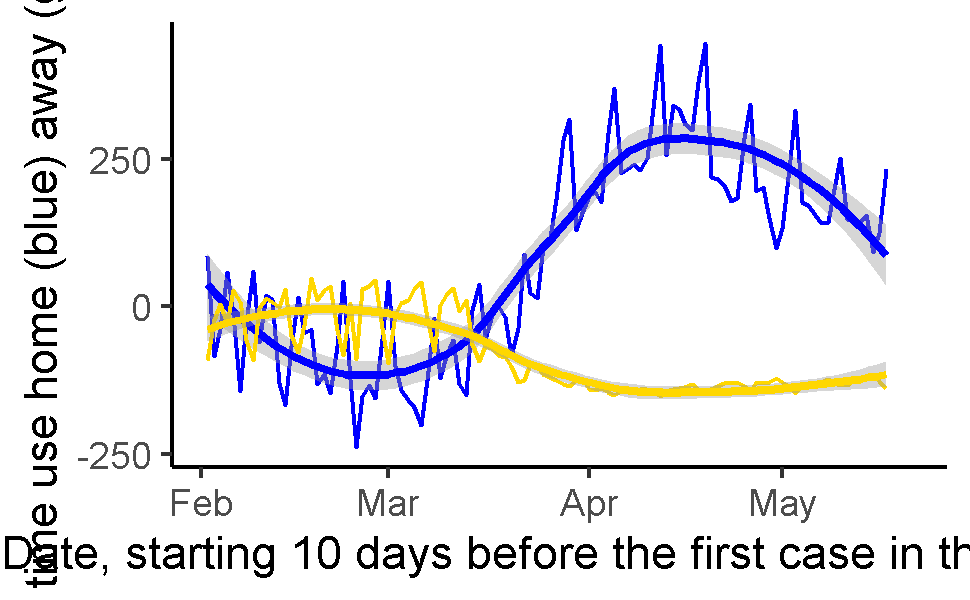 time use home (blue) away (
250
0
-250
Feb Mar Apr May
Date, starting 10 days before the first case in th